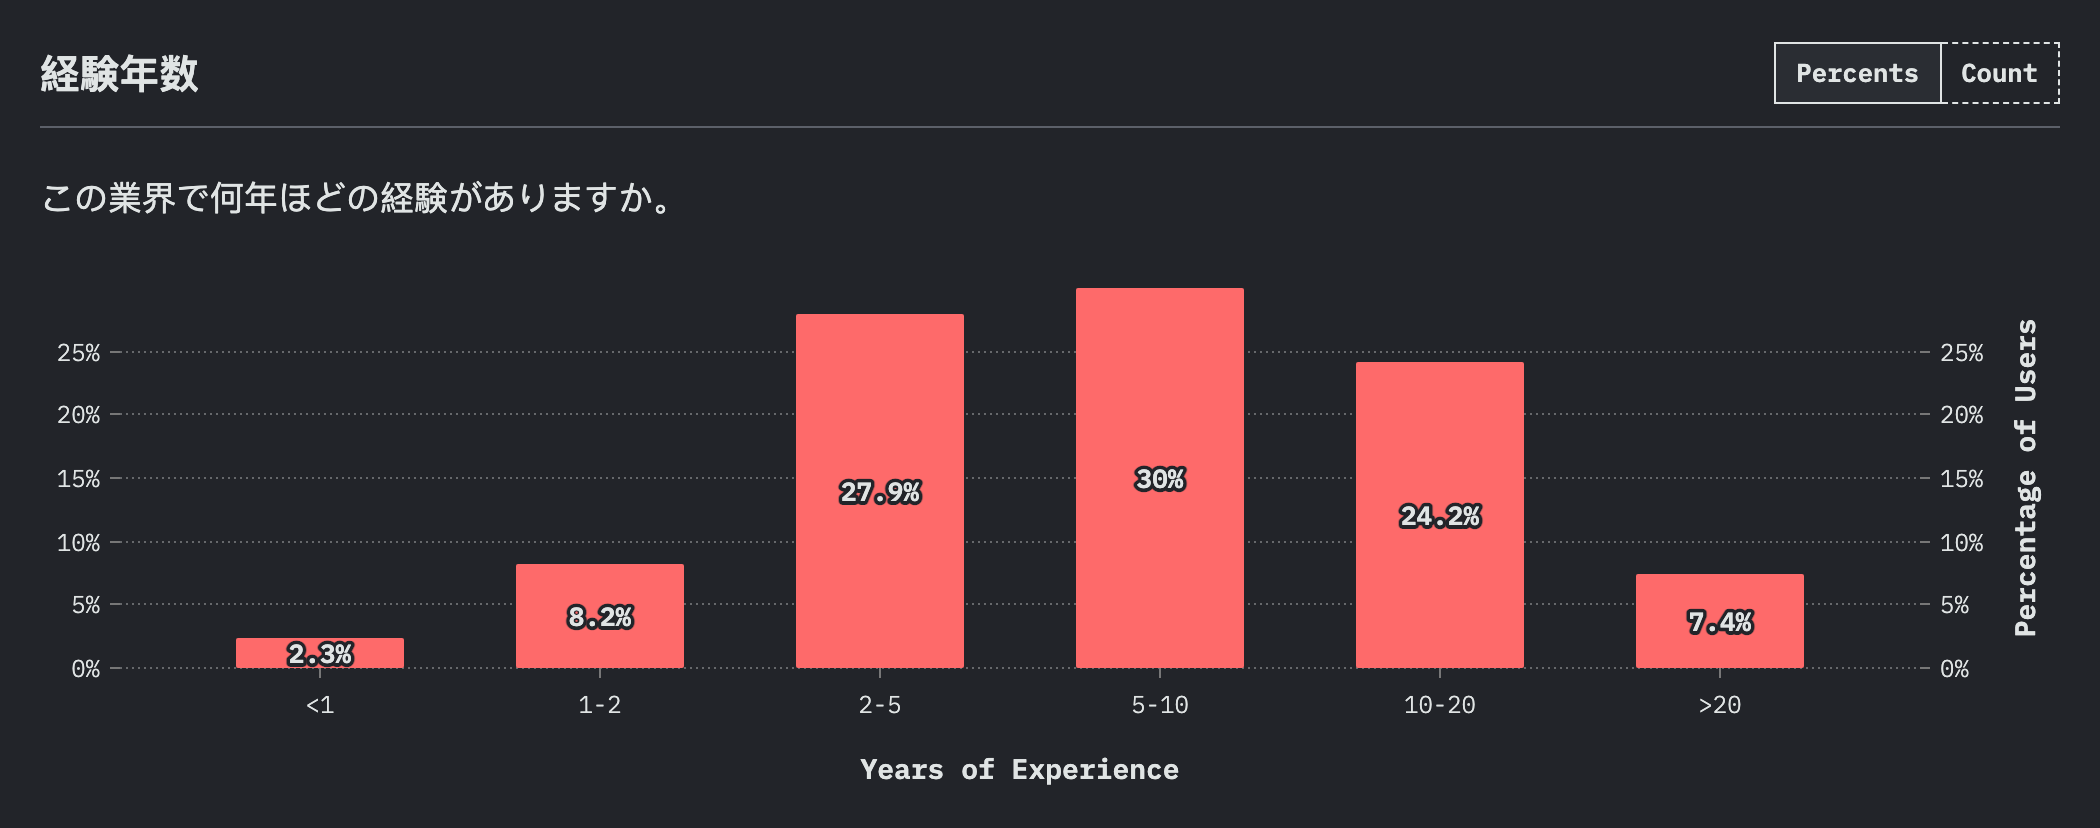 経験年数
Percents Count
この業界で何年ほどの経験がありますか。
25% 25%
20% 20%
15% 15%
10% 10%
5% 5%
0% 0%
2.3%
8.2%
27.9%
30%
24.2%
7.4%
<1 1-2 2-5 5-10 10-20 >20
Years of Experience
Percentage of Users